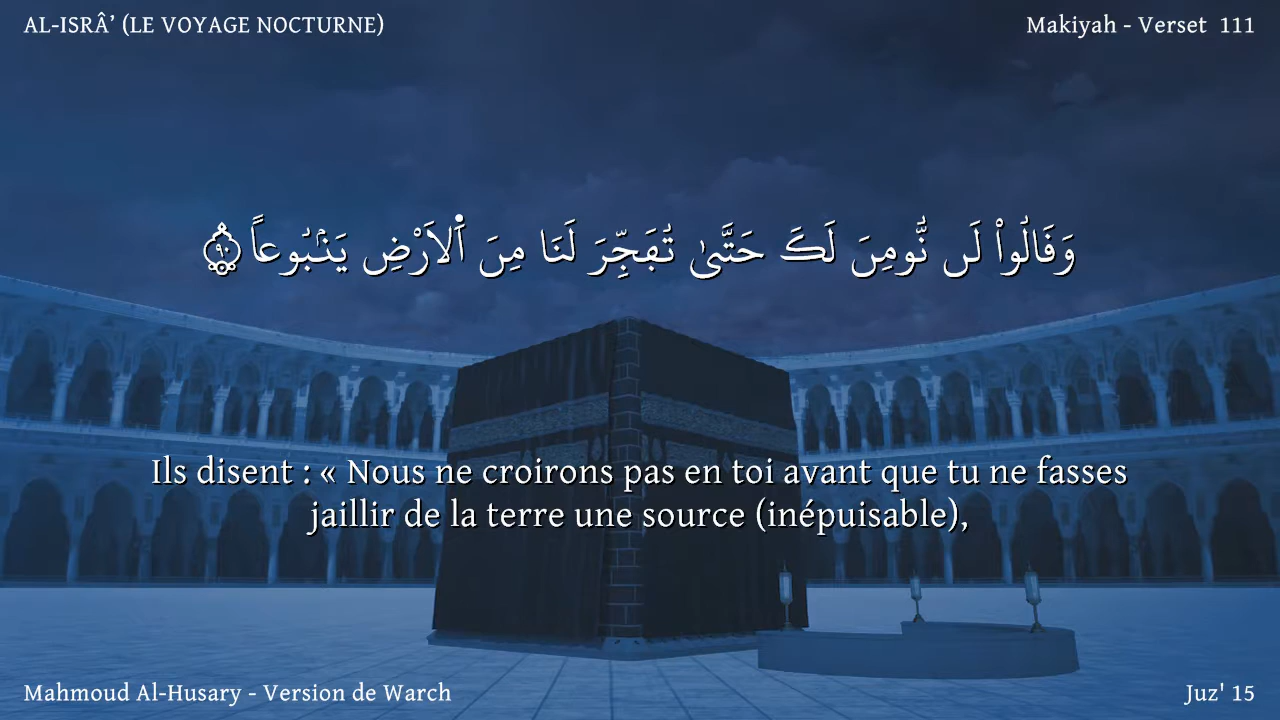 AL-ISRÂ’ (LE VOYAGE NOCTURNE)
Makiyah - Verset 111
وَقَالُواْ لَن نُّومِنَ لَكَ حَتَّىٰ تُفَجِّرَ لَنَا مِنَ اَ۬لَارْضِ يَنۢبُوعاً ۝٩٠
Ils disent : « Nous ne croirons pas en toi avant que tu ne fasses
jaillir de la terre une source (inépuisable),
Mahmoud Al-Husary - Version de Warch
Juz' 15